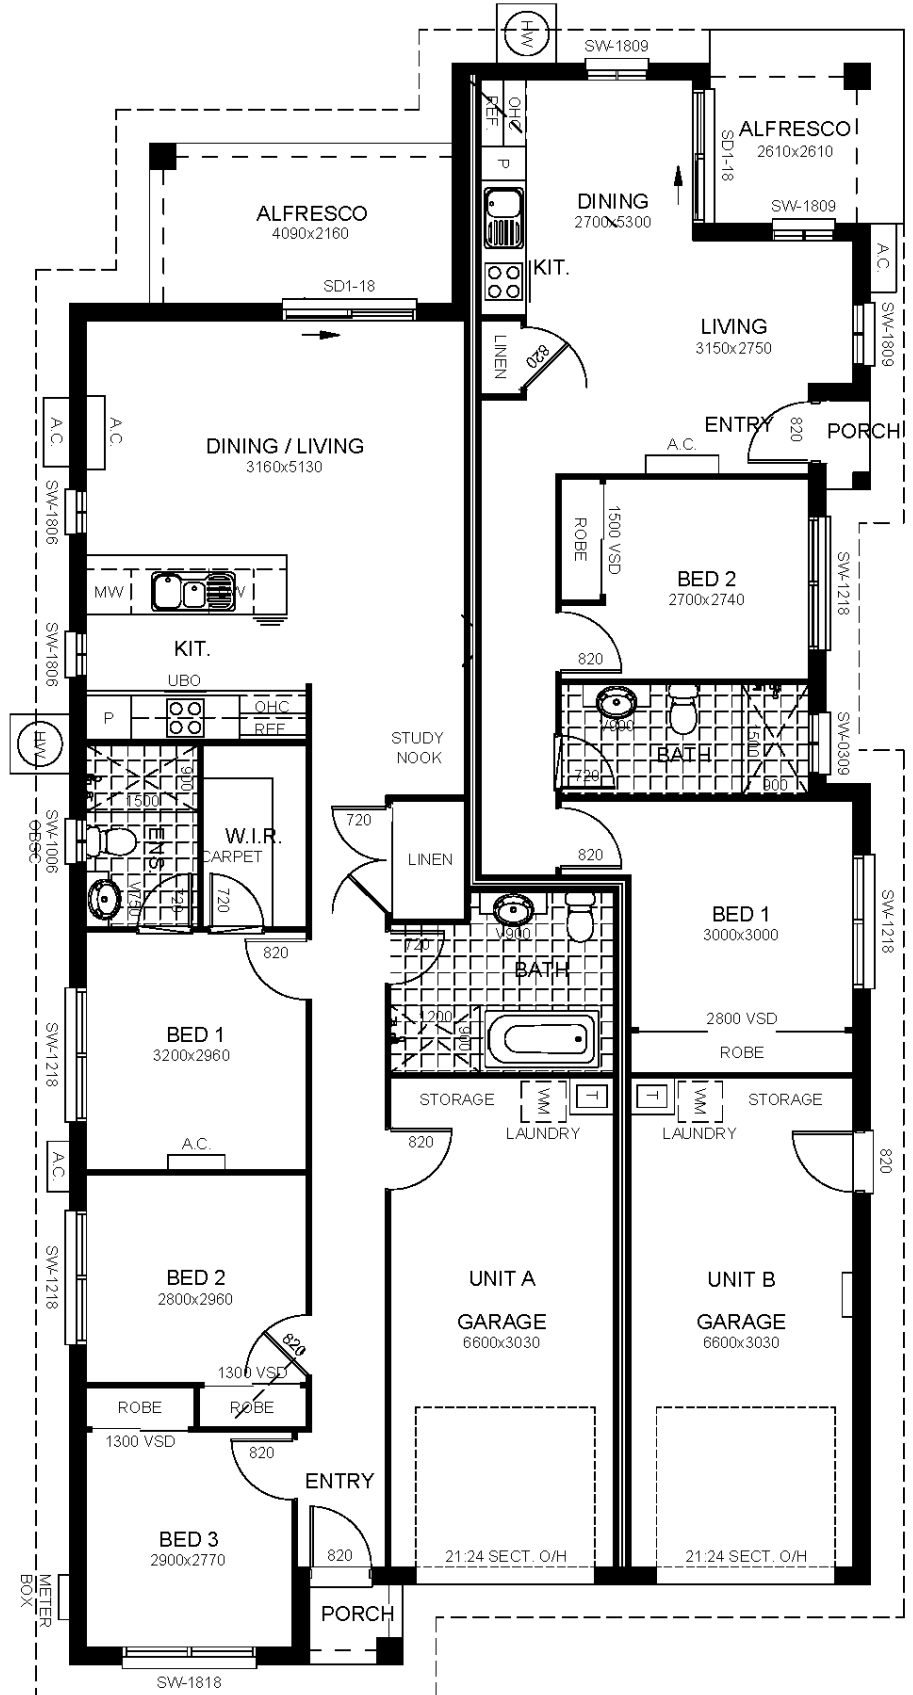 HW
SW-1809
REF.
OHC
P
ALFRESCO
2610x2610
SD1-18
DINING
2700x5300
SW-1809
A.C.
ALFRESCO
4090x2160
KIT.
SD1-18
LIVING
3150x2750
SW-1809
LINEN
820
A.C.
A.C.
DINING / LIVING
3160x5130
ENTRY
820
PORCH
A.C.
SW-1806
ROBE
1500 VSD
BED 2
2700x2740
SW-1218
MW
KIT.
SW-1806
820
UBO
P
OHC
REF
HW
STUDY
NOOK
V900
BATH
720
1500
900
SW-0309
900
1500
ENS.
V750
720
W.I.R.
CARPET
720
SW-1006
OBSC
720
LINEN
820
BED 1
3000x3000
SW-1218
820
720
V900
BATH
1200
900
2800 VSD
ROBE
BED 1
3200x2960
SW-1218
A.C.
A.C.
STORAGE
WM
T
LAUNDRY
820
T
WM
STORAGE
LAUNDRY
820
BED 2
2800x2960
SW-1218
UNIT A
GARAGE
6600x3030
UNIT B
GARAGE
6600x3030
820
1300 VSD
ROBE
ROBE
1300 VSD
820
ENTRY
BED 3
2900x2770
820
21:24 SECT. O/H
21:24 SECT. O/H
METER
BOX
PORCH
SW-1818